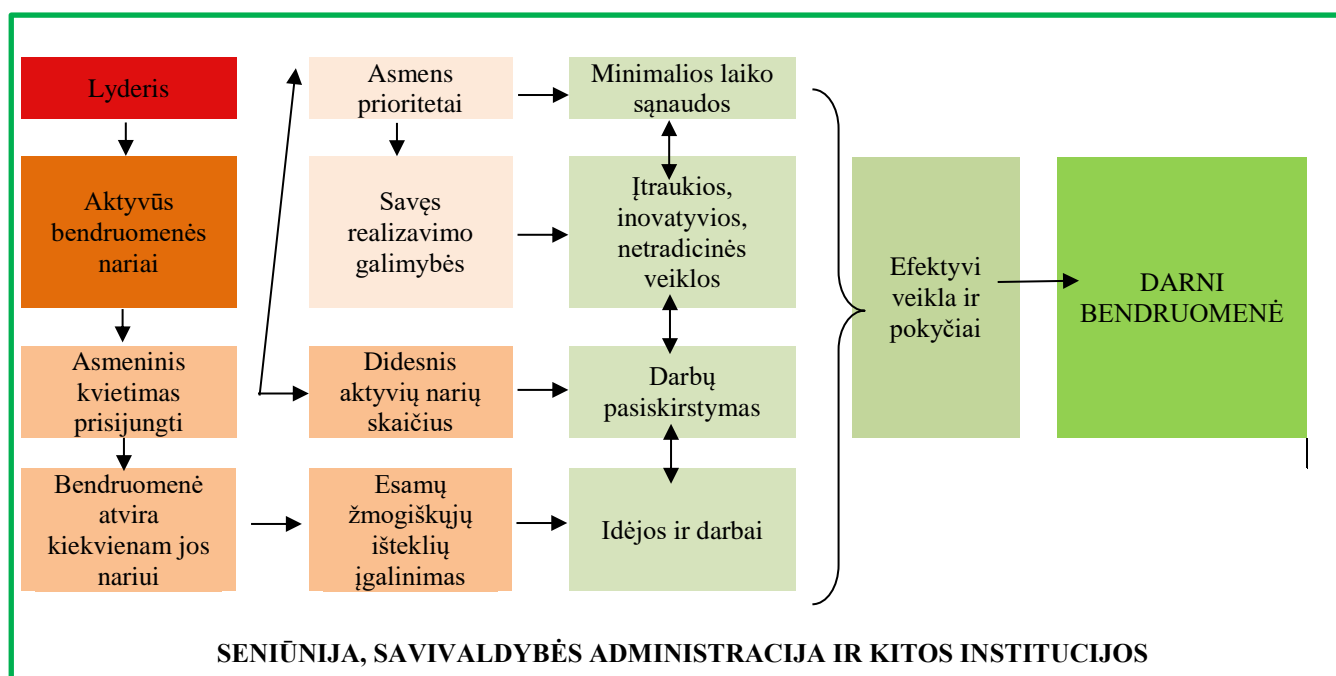 Lyderis
Aktyvūs
bendruomenės
nariai
Asmeninis
kvietimas
prisijungti
Bendruomenė
atvira
kiekvienam jos
nariui
Asmens
prioritetai
Savęs
realizavimo
galimybės
Didesnis
aktyvių narių
skaičius
Esamų
žmogiškųjų
išteklių
įgalinimas
Minimalios laiko
sąnaudos
Įtraukios,
inovatyvios,
netradicinės
veiklos
Darbų
pasiskirstymas
Idėjos ir darbai
Efektyvi
veikla ir
pokyčiai
DARNI
BENDRUOMENĖ
SENIŪNIJA, SAVIVALDYBĖS ADMINISTRACIJA IR KITOS INSTITUCIJOS